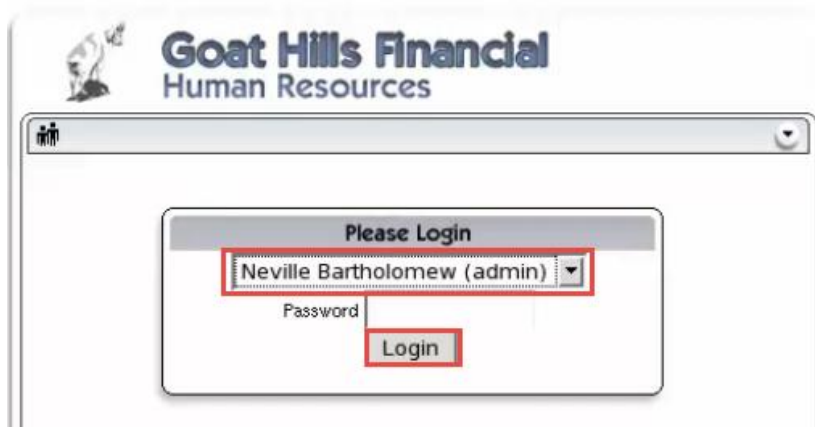 Goat Hills Financial
Human Resources
Please Login
Neville Bartholomew (admin)
Password
Login